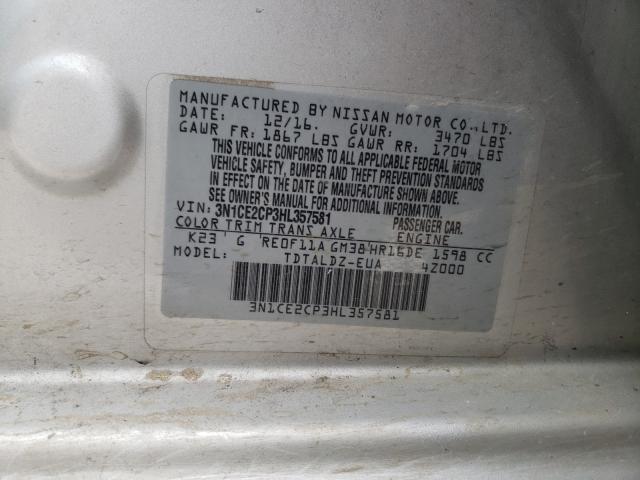 MANUFACTURED BY NISSAN MOTOR CO., LTD.
DATE: 12/16. GVWR: 3470 LBS
GAWR FR: 1867 LBS GAWR RR: 1704 LBS
THIS VEHICLE CONFORMS TO ALL APPLICABLE FEDERAL MOTOR
VEHICLE SAFETY, BUMPER AND THEFT PREVENTION STANDARDS
IN EFFECT ON THE DATE OF MANUFACTURE SHOWN ABOVE.
SEE OWNER'S MANUAL FOR ADDITIONAL INFORMATION.
VIN: 3N1CE2CP3HL357581 PASSENGER CAR.
COLOR TRIM TRANS AXLE ENGINE
K23 G RE0F11A GM38 HR16DE 1598 CC
MODEL: TDTALDZ-EUA 4Z000
3N1CE2CP3HL357581